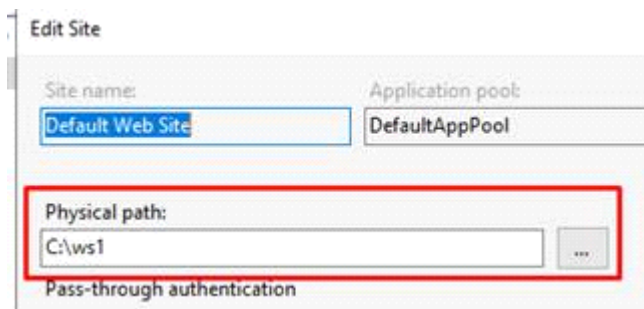 Edit Site
Site name: Application pool:
Default Web Site DefaultAppPool
Physical path:
C:\ws1 ...
Pass-through authentication